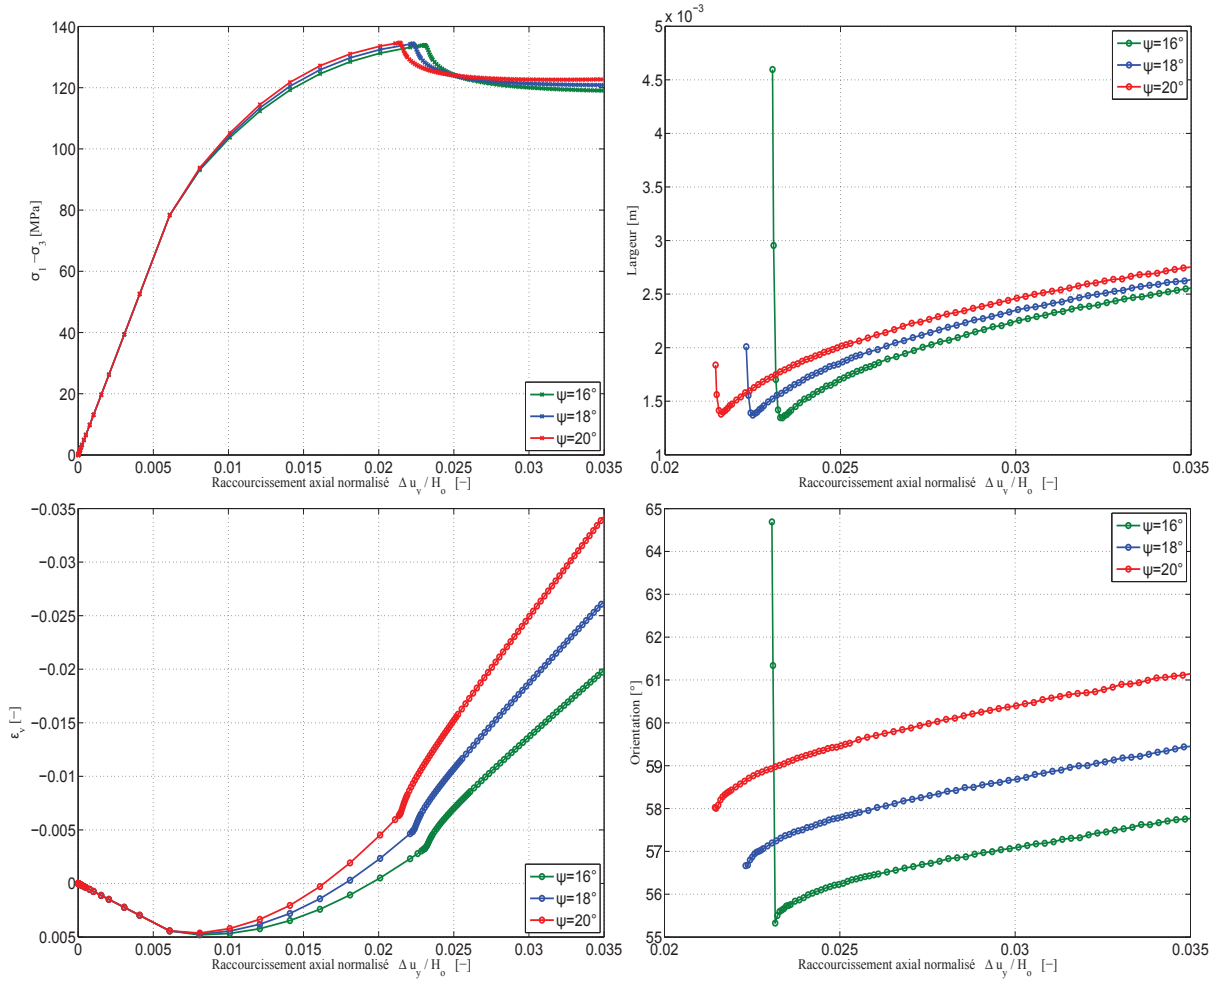 140
120
100
80
60
40
20
0
σ1 −σ3 [MPa]
ψ=16°
ψ=18°
ψ=20°
0 0.005 0.01 0.015 0.02 0.025 0.03 0.035
Raccourcissement axial normalisé Δ uy / Ho [−]
x 10−3
5
4.5
4
3.5
3
2.5
2
1.5
1
Largeur [m]
ψ=16°
ψ=18°
ψ=20°
0.02 0.025 0.03 0.035
Raccourcissement axial normalisé Δ uy / Ho [−]
−0.035
−0.03
−0.025
−0.02
−0.015
−0.01
−0.005
0
0.005
εv [−]
ψ=16°
ψ=18°
ψ=20°
0 0.005 0.01 0.015 0.02 0.025 0.03 0.035
Raccourcissement axial normalisé Δ uy / Ho [−]
65
64
63
62
61
60
59
58
57
56
55
Orientation [°]
ψ=16°
ψ=18°
ψ=20°
0.02 0.025 0.03 0.035
Raccourcissement axial normalisé Δ uy / Ho [−]